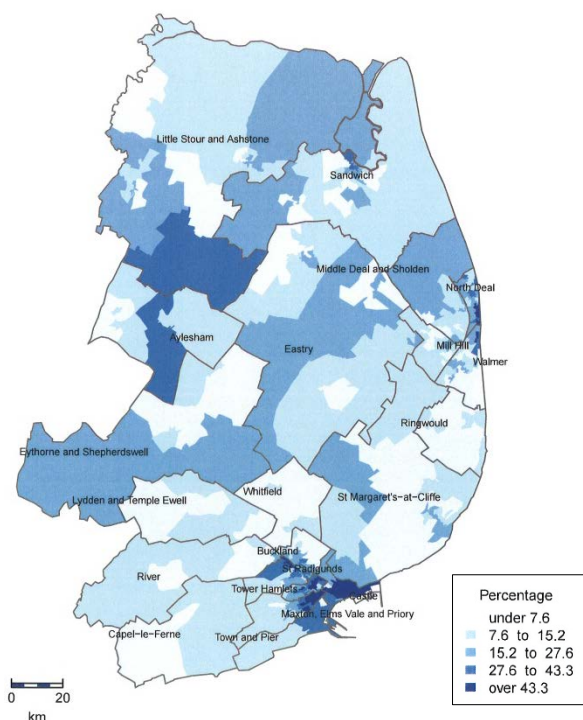 Little Stour and Ashstone
Sandwich
Middle Deal and Sholden
North Deal
Aylesham
Eastry
Mill Hill
Walmer
Ringwould
Eythorne and Shepherdswell
Whitfield
St Margaret's-at-Cliffe
Lydden and Temple Ewell
Buckland
St Radigunds
River
Tower Hamlets
Castle
Maxton, Elms Vale and Priory
Capel-le-Ferne
Town and Pier
Percentage
under 7.6
7.6 to 15.2
15.2 to 27.6
27.6 to 43.3
over 43.3
0 20
km